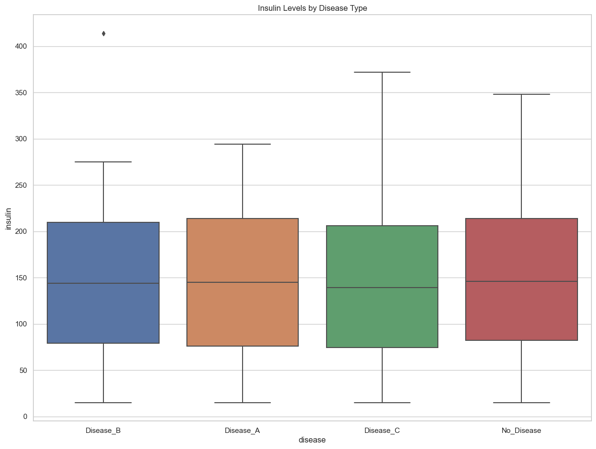 Insulin Levels by Disease Type
insulin
400
350
300
250
200
150
100
50
0
Disease_B Disease_A Disease_C No_Disease
disease